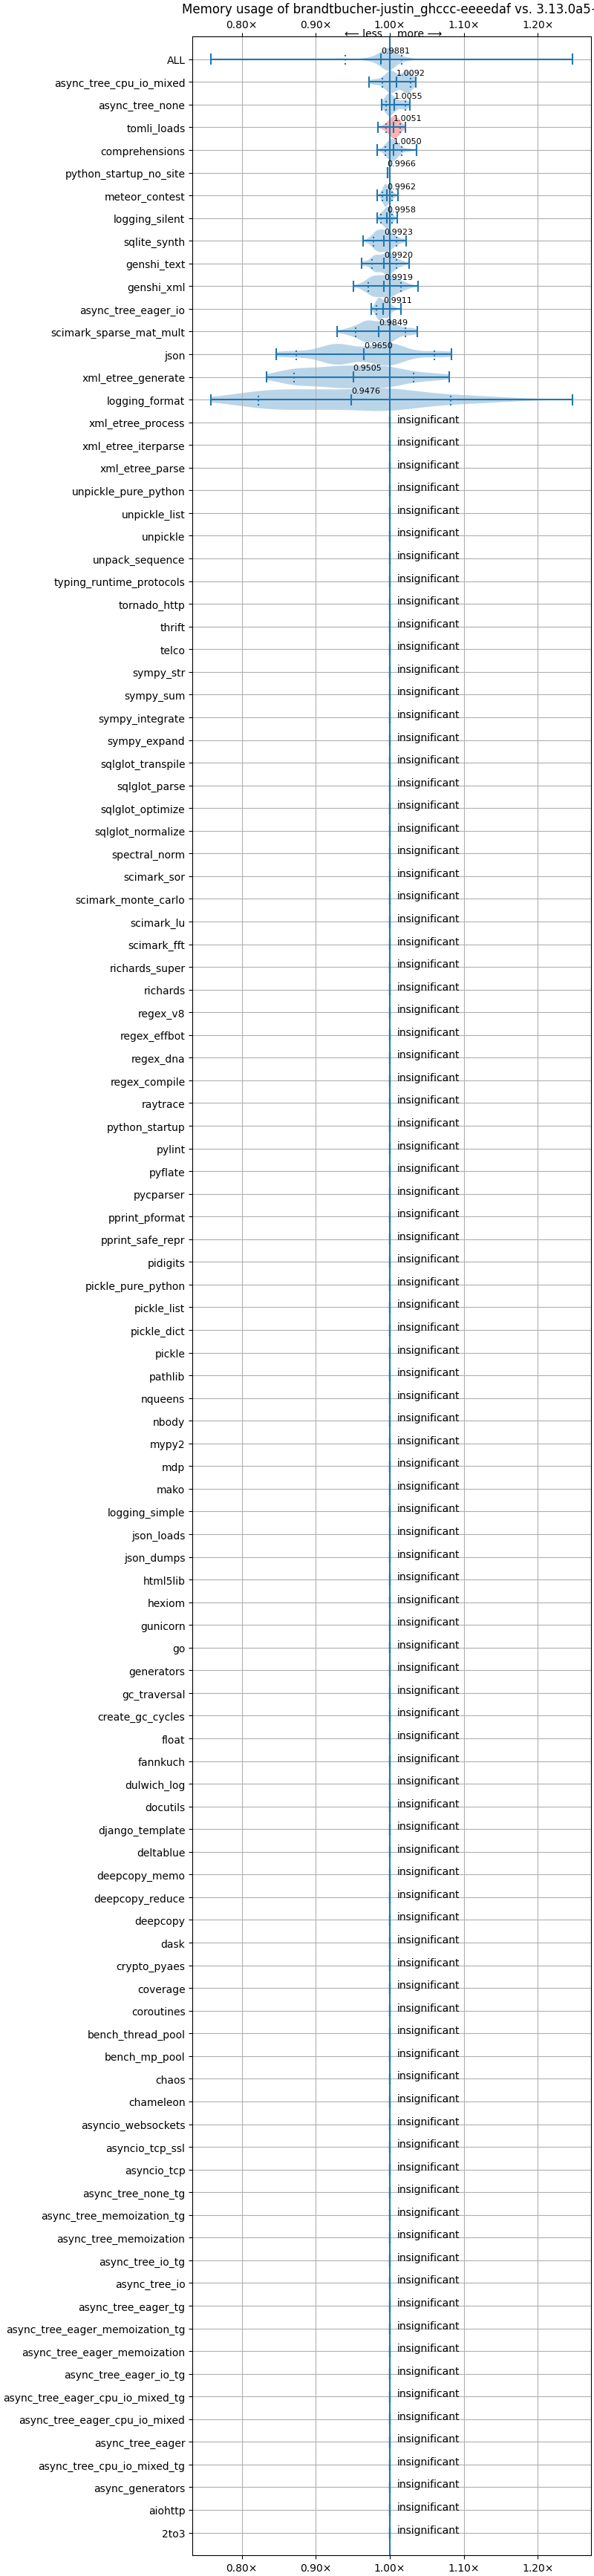 Memory usage of brandtbucher-justin_ghccc-eeeedaf vs. 3.13.0a5-
0.80× 0.90× 1.00× 1.10× 1.20×
⟵ less more ⟶
ALL 0.9881
async_tree_cpu_io_mixed 1.0092
async_tree_none 1.0055
tomli_loads 1.0051
comprehensions 1.0050
python_startup_no_site 0.9966
meteor_contest 0.9962
logging_silent 0.9958
sqlite_synth 0.9923
genshi_text 0.9920
genshi_xml 0.9919
async_tree_eager_io 0.9911
scimark_sparse_mat_mult 0.9849
json 0.9650
xml_etree_generate 0.9505
logging_format 0.9476
xml_etree_process insignificant
xml_etree_iterparse insignificant
xml_etree_parse insignificant
unpickle_pure_python insignificant
unpickle_list insignificant
unpickle insignificant
unpack_sequence insignificant
typing_runtime_protocols insignificant
tornado_http insignificant
thrift insignificant
telco insignificant
sympy_str insignificant
sympy_sum insignificant
sympy_integrate insignificant
sympy_expand insignificant
sqlglot_transpile insignificant
sqlglot_parse insignificant
sqlglot_optimize insignificant
sqlglot_normalize insignificant
spectral_norm insignificant
scimark_sor insignificant
scimark_monte_carlo insignificant
scimark_lu insignificant
scimark_fft insignificant
richards_super insignificant
richards insignificant
regex_v8 insignificant
regex_effbot insignificant
regex_dna insignificant
regex_compile insignificant
raytrace insignificant
python_startup insignificant
pylint insignificant
pyflate insignificant
pycparser insignificant
pprint_pformat insignificant
pprint_safe_repr insignificant
pidigits insignificant
pickle_pure_python insignificant
pickle_list insignificant
pickle_dict insignificant
pickle insignificant
pathlib insignificant
nqueens insignificant
nbody insignificant
mypy2 insignificant
mdp insignificant
mako insignificant
logging_simple insignificant
json_loads insignificant
json_dumps insignificant
html5lib insignificant
hexiom insignificant
gunicorn insignificant
go insignificant
generators insignificant
gc_traversal insignificant
create_gc_cycles insignificant
float insignificant
fannkuch insignificant
dulwich_log insignificant
docutils insignificant
django_template insignificant
deltablue insignificant
deepcopy_memo insignificant
deepcopy_reduce insignificant
deepcopy insignificant
dask insignificant
crypto_pyaes insignificant
coverage insignificant
coroutines insignificant
bench_thread_pool insignificant
bench_mp_pool insignificant
chaos insignificant
chameleon insignificant
asyncio_websockets insignificant
asyncio_tcp_ssl insignificant
asyncio_tcp insignificant
async_tree_none_tg insignificant
async_tree_memoization_tg insignificant
async_tree_memoization insignificant
async_tree_io_tg insignificant
async_tree_io insignificant
async_tree_eager_tg insignificant
async_tree_eager_memoization_tg insignificant
async_tree_eager_memoization insignificant
async_tree_eager_io_tg insignificant
async_tree_eager_cpu_io_mixed_tg insignificant
async_tree_eager_cpu_io_mixed insignificant
async_tree_eager insignificant
async_tree_cpu_io_mixed_tg insignificant
async_generators insignificant
aiohttp insignificant
2to3 insignificant
0.80× 0.90× 1.00× 1.10× 1.20×